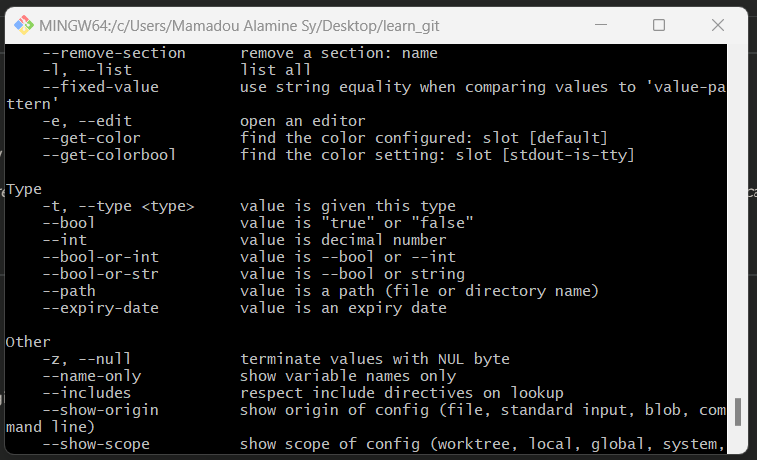 MINGW64:/c/Users/Mamadou Alamine Sy/Desktop/learn_git
    --remove-section      remove a section: name
    -l, --list            list all
    --fixed-value         use string equality when comparing values to 'value-pa
ttern'
    -e, --edit            open an editor
    --get-color           find the color configured: slot [default]
    --get-colorbool       find the color setting: slot [stdout-is-tty]

Type
    -t, --type <type>     value is given this type
    --bool                value is "true" or "false"
    --int                 value is decimal number
    --bool-or-int         value is --bool or --int
    --bool-or-str         value is --bool or string
    --path                value is a path (file or directory name)
    --expiry-date         value is an expiry date

Other
    -z, --null            terminate values with NUL byte
    --name-only           show variable names only
    --includes            respect include directives on lookup
    --show-origin         show origin of config (file, standard input, blob, com
mand line)
    --show-scope          show scope of config (worktree, local, global, system,